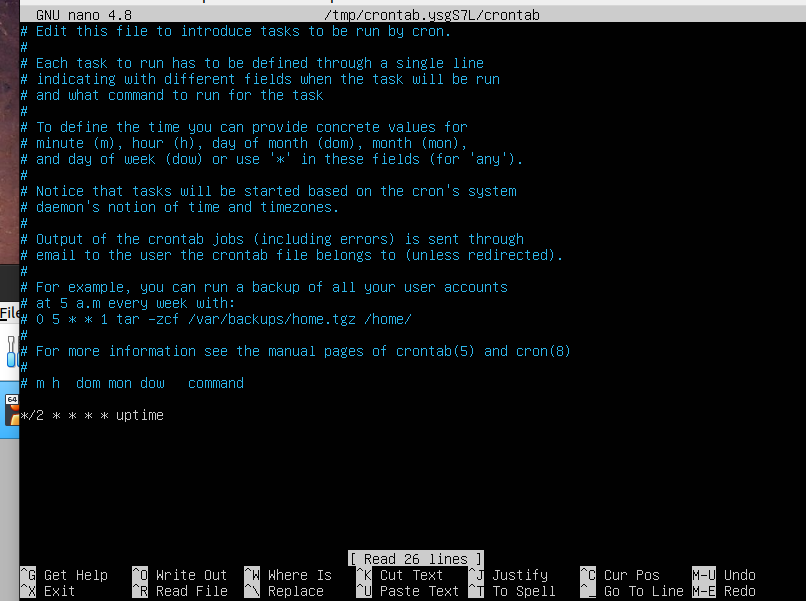 GNU nano 4.8 /tmp/crontab.ysgS7L/crontab
# Edit this file to introduce tasks to be run by cron.
#
# Each task to run has to be defined through a single line
# indicating with different fields when the task will be run
# and what command to run for the task
#
# To define the time you can provide concrete values for
# minute (m), hour (h), day of month (dom), month (mon),
# and day of week (dow) or use '*' in these fields (for 'any').
#
# Notice that tasks will be started based on the cron's system
# daemon's notion of time and timezones.
#
# Output of the crontab jobs (including errors) is sent through
# email to the user the crontab file belongs to (unless redirected).
#
# For example, you can run a backup of all your user accounts
# at 5 a.m every week with:
# 0 5 * * 1 tar -zcf /var/backups/home.tgz /home/
#
# For more information see the manual pages of crontab(5) and cron(8)
#
# m h  dom mon dow   command
*/2 * * * * uptime
[ Read 26 lines ]
^G Get Help ^O Write Out ^W Where Is ^K Cut Text ^J Justify ^C Cur Pos M-U Undo
^X Exit ^R Read File ^\ Replace ^U Paste Text ^T To Spell ^_ Go To Line M-E Redo
File
64